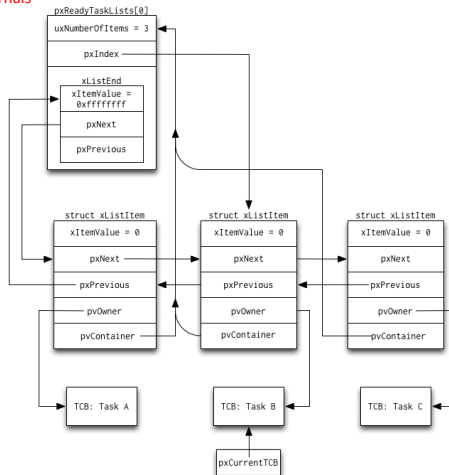 pxReadyTaskLists[0]
uxNumberOfItems = 3
pxIndex
xListEnd
xItemValue =
0xffffffff
pxNext
pxPrevious
struct xListItem
xItemValue = 0
pxNext
pxPrevious
pvOwner
pvContainer
struct xListItem
xItemValue = 0
pxNext
pxPrevious
pvOwner
pvContainer
struct xListItem
xItemValue = 0
pxNext
pxPrevious
pvOwner
pvContainer
TCB: Task A
TCB: Task B
TCB: Task C
pxCurrentTCB